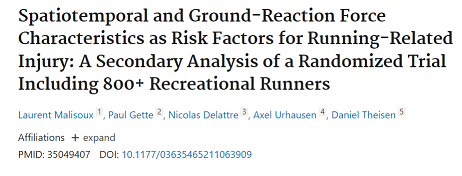 Spatiotemporal and Ground-Reaction Force
Characteristics as Risk Factors for Running-Related
Injury: A Secondary Analysis of a Randomized Trial
Including 800+ Recreational Runners
Laurent Malisoux 1, Paul Gette 2, Nicolas Delattre 3, Axel Urhausen 4, Daniel Theisen 5
Affiliations + expand
PMID: 35049407 DOI: 10.1177/03635465211063909